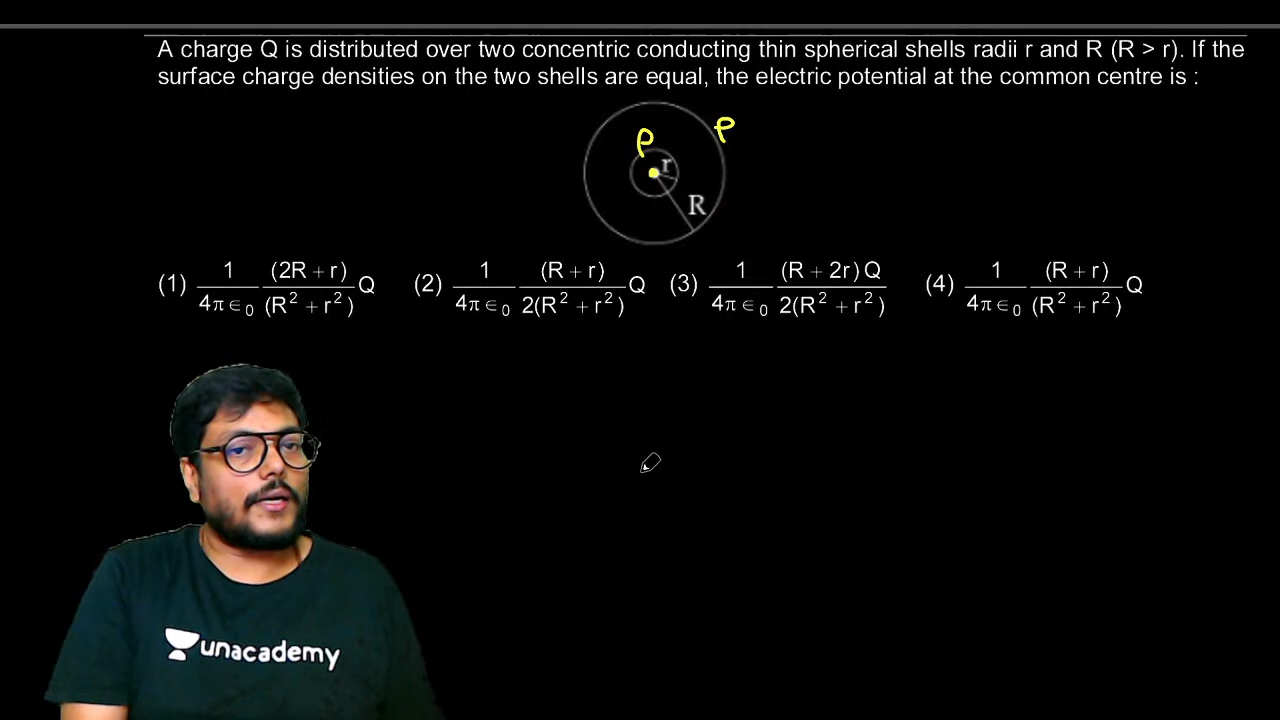 A charge Q is distributed over two concentric conducting thin spherical shells radii r and R (R > r). If the
surface charge densities on the two shells are equal, the electric potential at the common centre is :
ρ ρ
r
R
(1) 1/(4π∈0) (2R + r)/(R² + r²) Q (2) 1/(4π∈0) (R + r)/(2(R² + r²)) Q (3) 1/(4π∈0) (R + 2r) Q/(2(R² + r²)) (4) 1/(4π∈0) (R + r)/(R² + r²) Q
unacademy